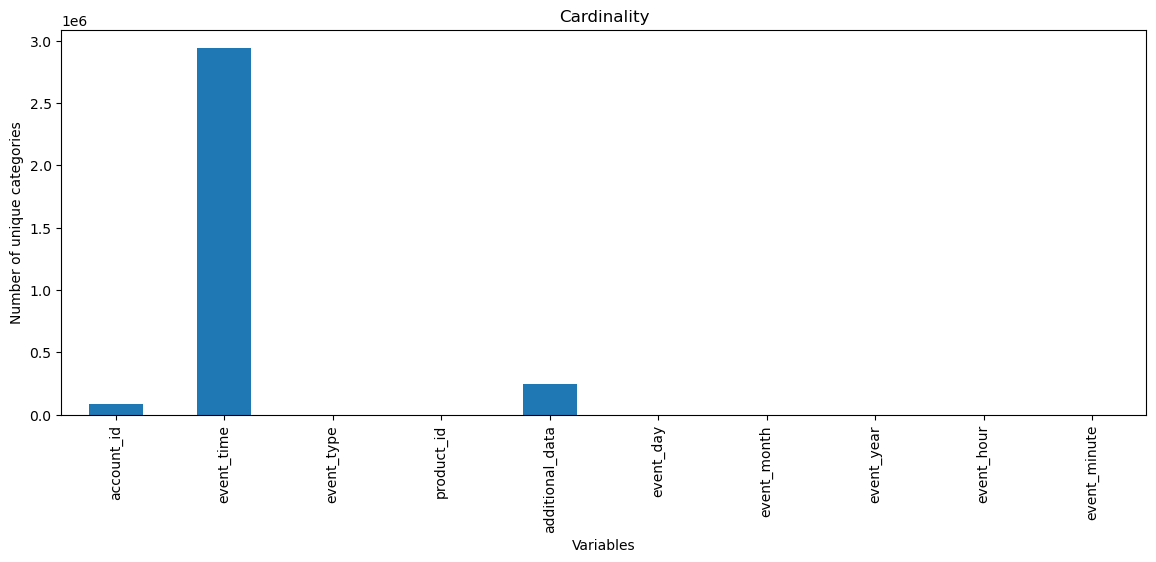 Cardinality
1e6
3.0
2.5
2.0
1.5
1.0
0.5
0.0
Number of unique categories
account_id
event_time
event_type
product_id
additional_data
event_day
event_month
event_year
event_hour
event_minute
Variables